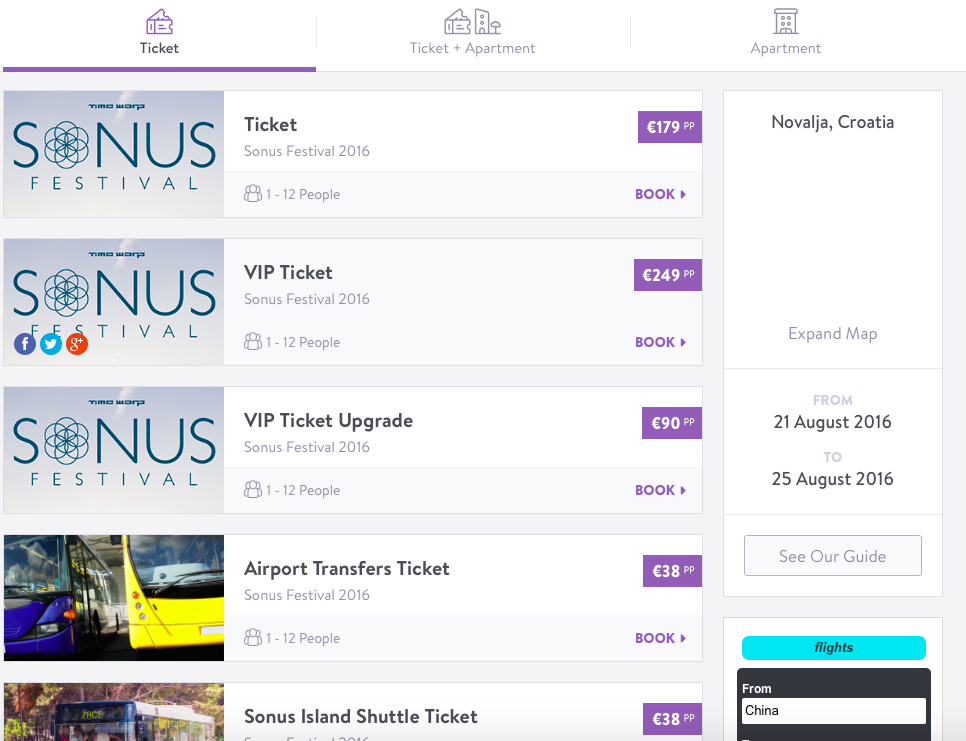 Ticket
Ticket + Apartment
Apartment
TIME WARP
SONUS
FESTIVAL
Ticket
€179 PP
Sonus Festival 2016
1 - 12 People
BOOK
TIME WARP
SONUS
FESTIVAL
VIP Ticket
€249 PP
Sonus Festival 2016
1 - 12 People
BOOK
TIME WARP
SONUS
FESTIVAL
VIP Ticket Upgrade
€90 PP
Sonus Festival 2016
1 - 12 People
BOOK
Airport Transfers Ticket
€38 PP
Sonus Festival 2016
1 - 12 People
BOOK
ZRCE
Sonus Island Shuttle Ticket
€38 PP
Novalja, Croatia
Expand Map
FROM
21 August 2016
TO
25 August 2016
See Our Guide
flights
From
China